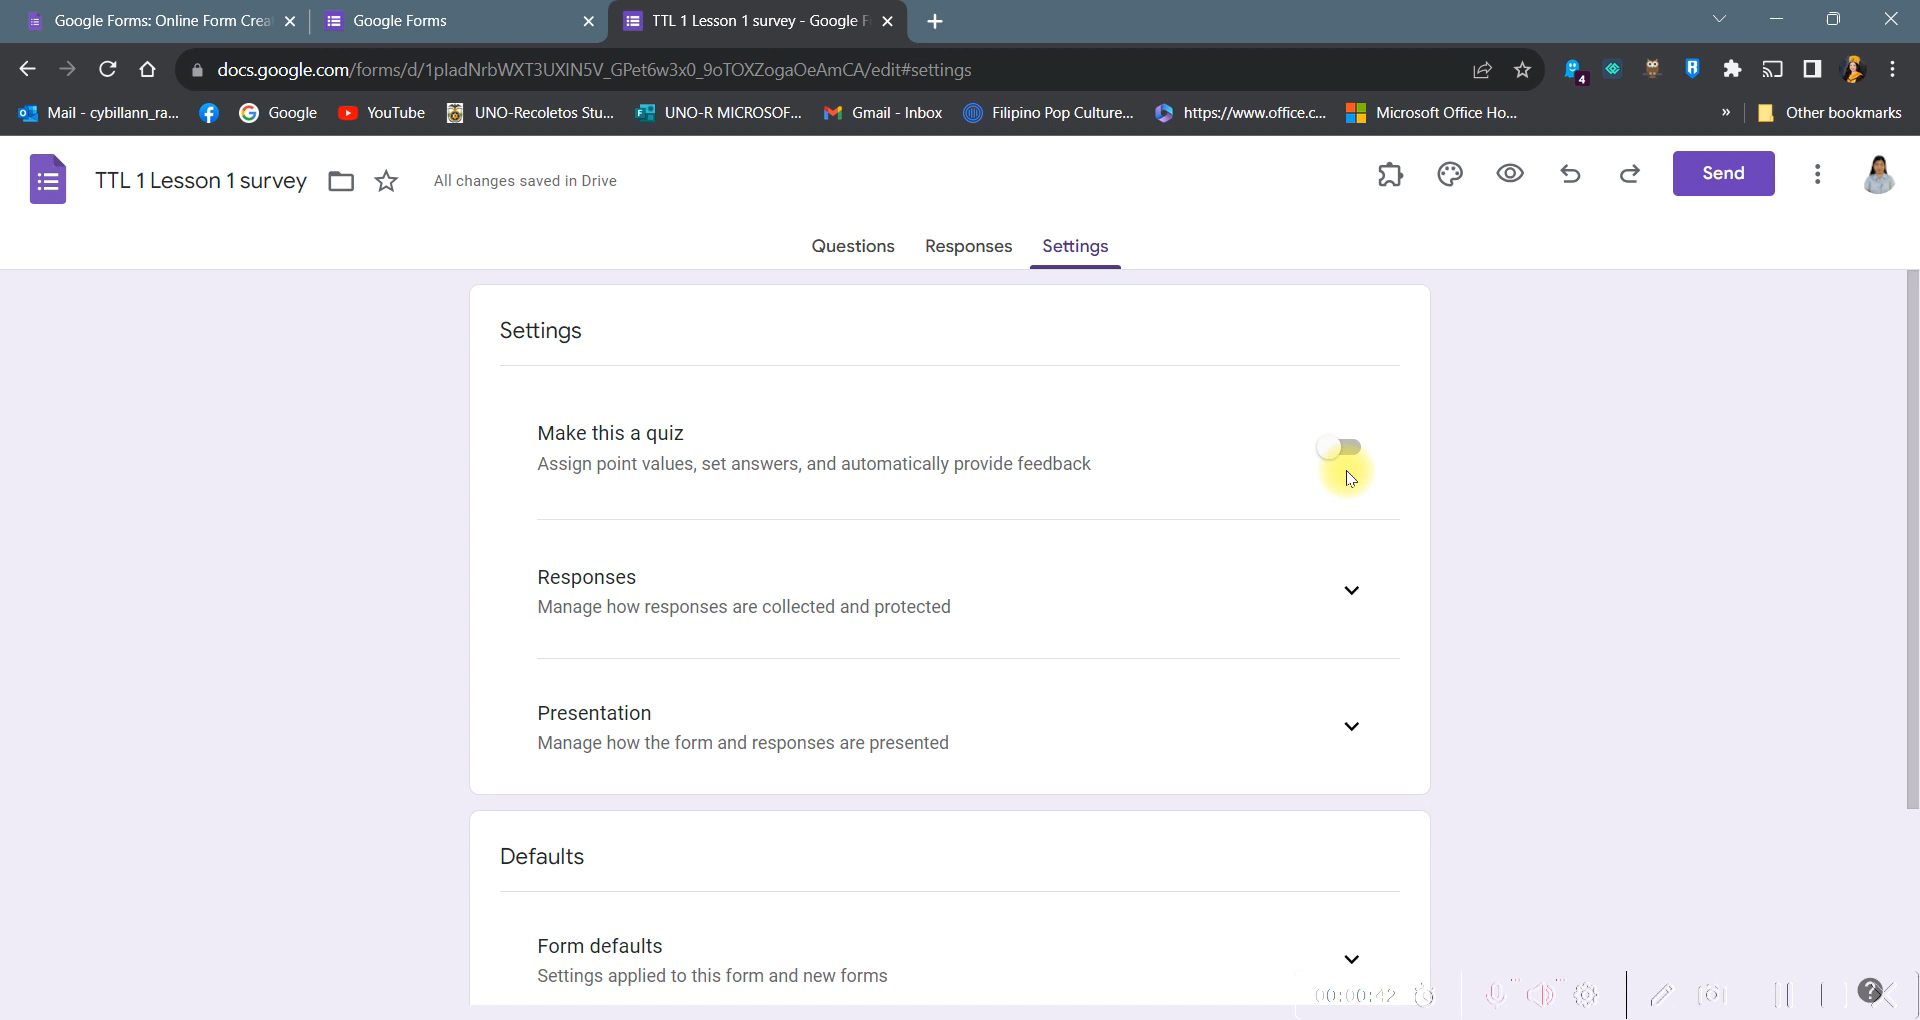 Google Forms: Online Form Crea
Google Forms
TTL 1 Lesson 1 survey - Google F
docs.google.com/forms/d/1pladNrbWXT3UXIN5V_GPet6w3x0_9oTOXZogaOeAmCA/edit#settings
4
Mail - cybillann_ra...
Google
YouTube
UNO-Recoletos Stu...
UNO-R MICROSOF...
Gmail - Inbox
Filipino Pop Culture...
https://www.office.c...
Microsoft Office Ho...
»
Other bookmarks
TTL 1 Lesson 1 survey
All changes saved in Drive
Send
Questions
Responses
Settings
Settings
Make this a quiz
Assign point values, set answers, and automatically provide feedback
Responses
Manage how responses are collected and protected
Presentation
Manage how the form and responses are presented
Defaults
Form defaults
Settings applied to this form and new forms
00:00:42